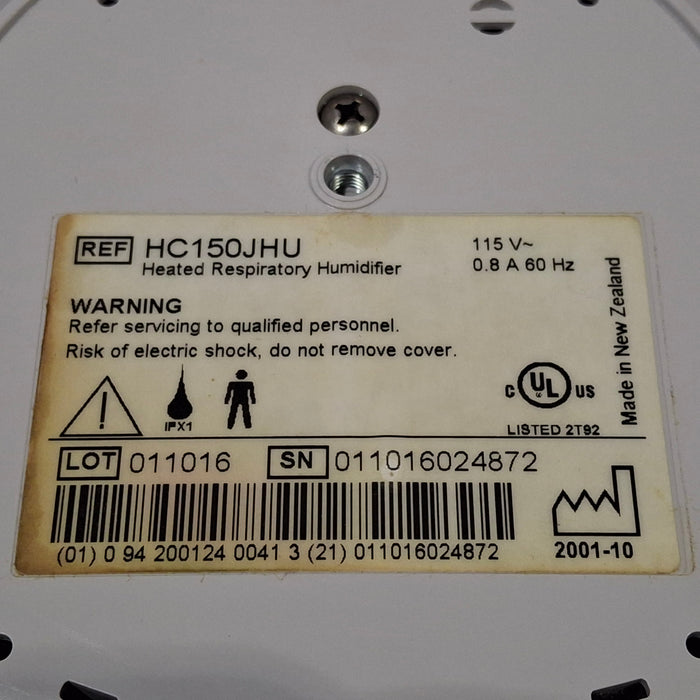 REF HC150JHU
Heated Respiratory Humidifier
115 V~
0.8 A 60 Hz
WARNING
Refer servicing to qualified personnel.
Risk of electric shock, do not remove cover.
Made in New Zealand
!
IPX1
C UL US
LISTED 2T92
LOT 011016 SN 011016024872
(01) 0 94 200124 0041 3 (21) 011016024872
2001-10